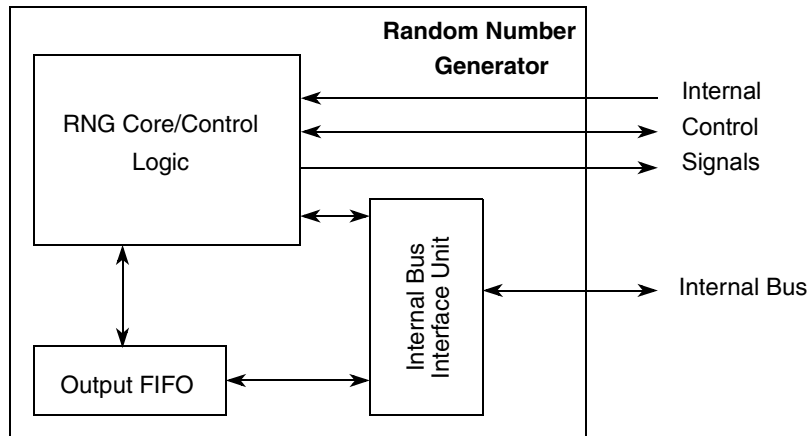 Random Number
Generator
RNG Core/Control
Logic
Internal
Control
Signals
Internal Bus
Interface Unit
Internal Bus
Output FIFO